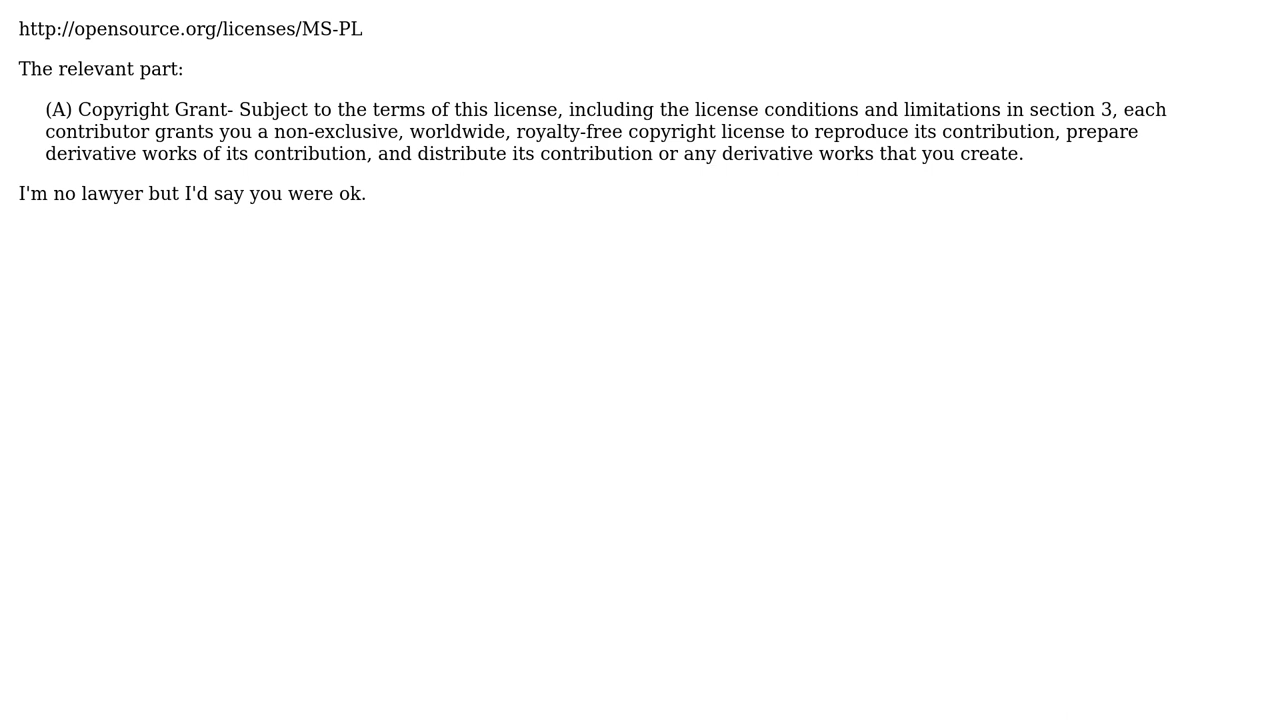 http://opensource.org/licenses/MS-PL
The relevant part:
(A) Copyright Grant- Subject to the terms of this license, including the license conditions and limitations in section 3, each
contributor grants you a non-exclusive, worldwide, royalty-free copyright license to reproduce its contribution, prepare
derivative works of its contribution, and distribute its contribution or any derivative works that you create.
I'm no lawyer but I'd say you were ok.